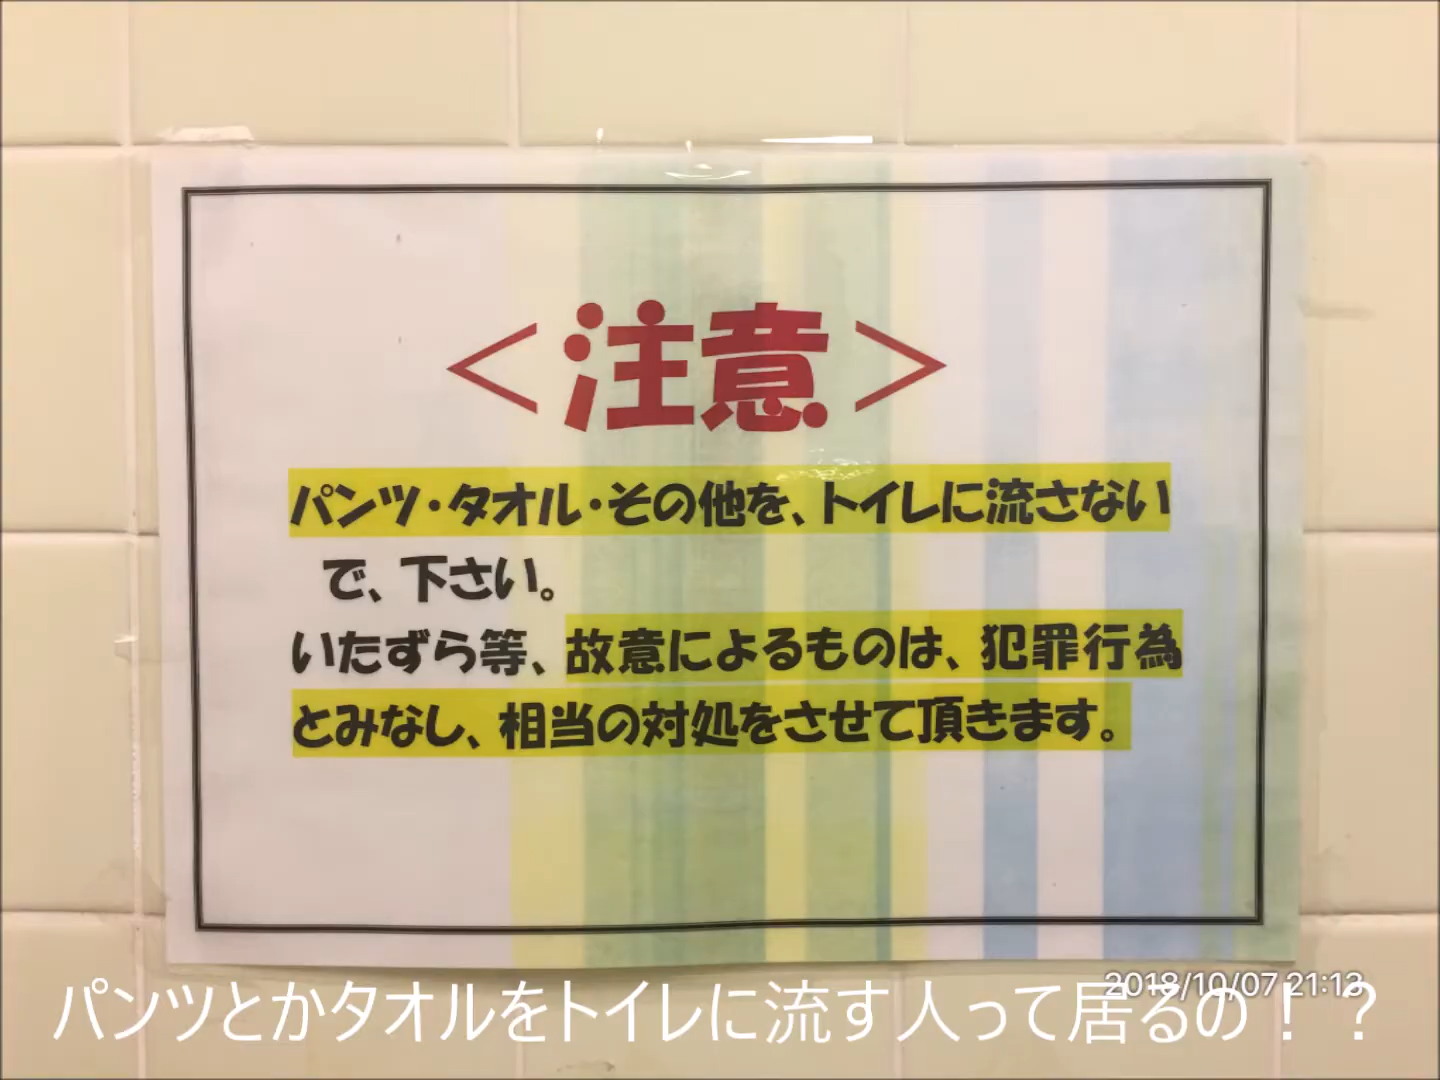 ＜注意＞
パンツ・タオル・その他を、トイレに流さない
で、下さい。
いたずら等、故意によるものは、犯罪行為
とみなし、相当の対処をさせて頂きます。
2018/10/07 21:13
パンツとかタオルをトイレに流す人って居るの！？